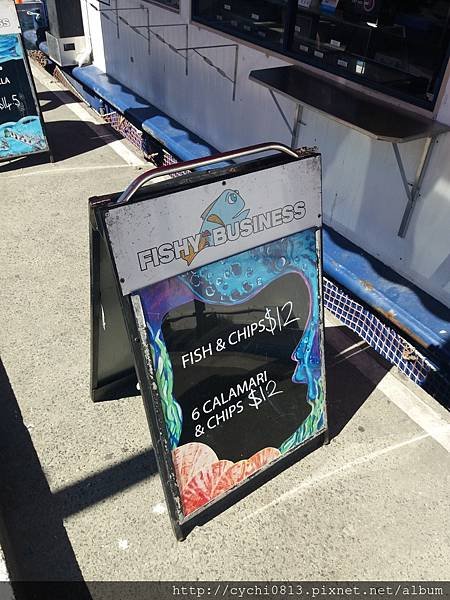 FISHY BUSINESS
FISH & CHIPS $12
6 CALAMARI
& CHIPS $12
http://cychi0813.pixnet.net/album